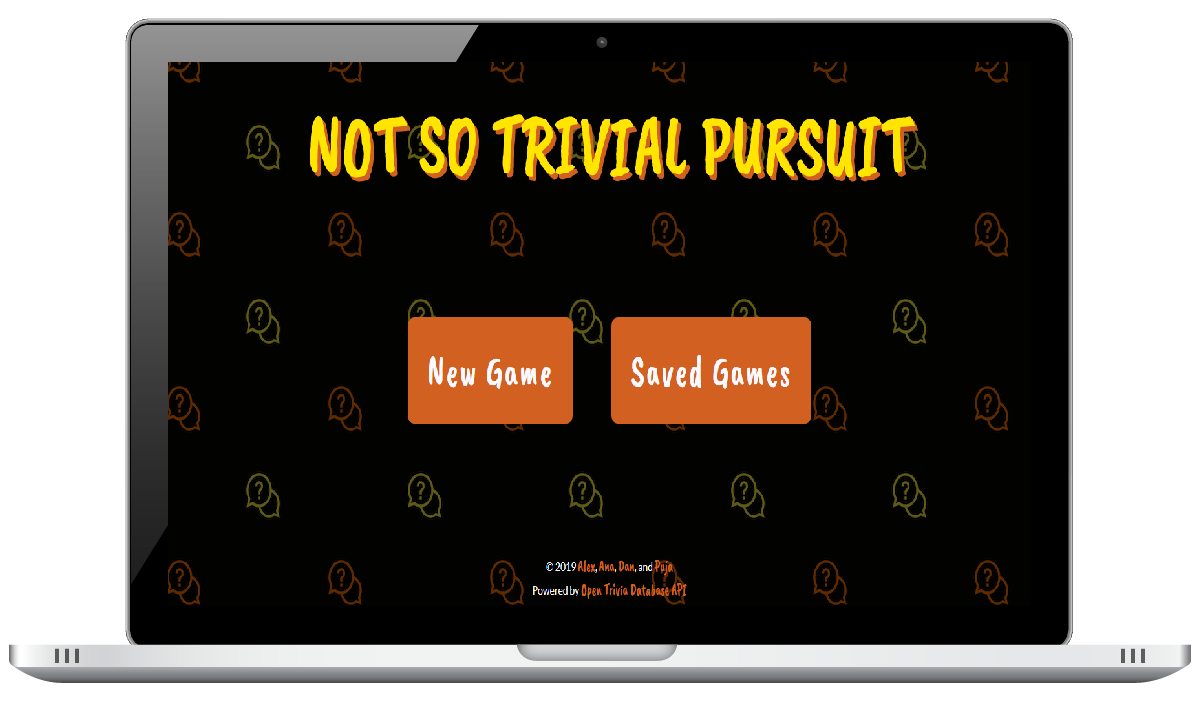 NOT SO TRIVIAL PURSUIT
New Game
Saved Games
© 2019 Alex, Ana, Dan, and Puja
Powered by Open Trivia Database API